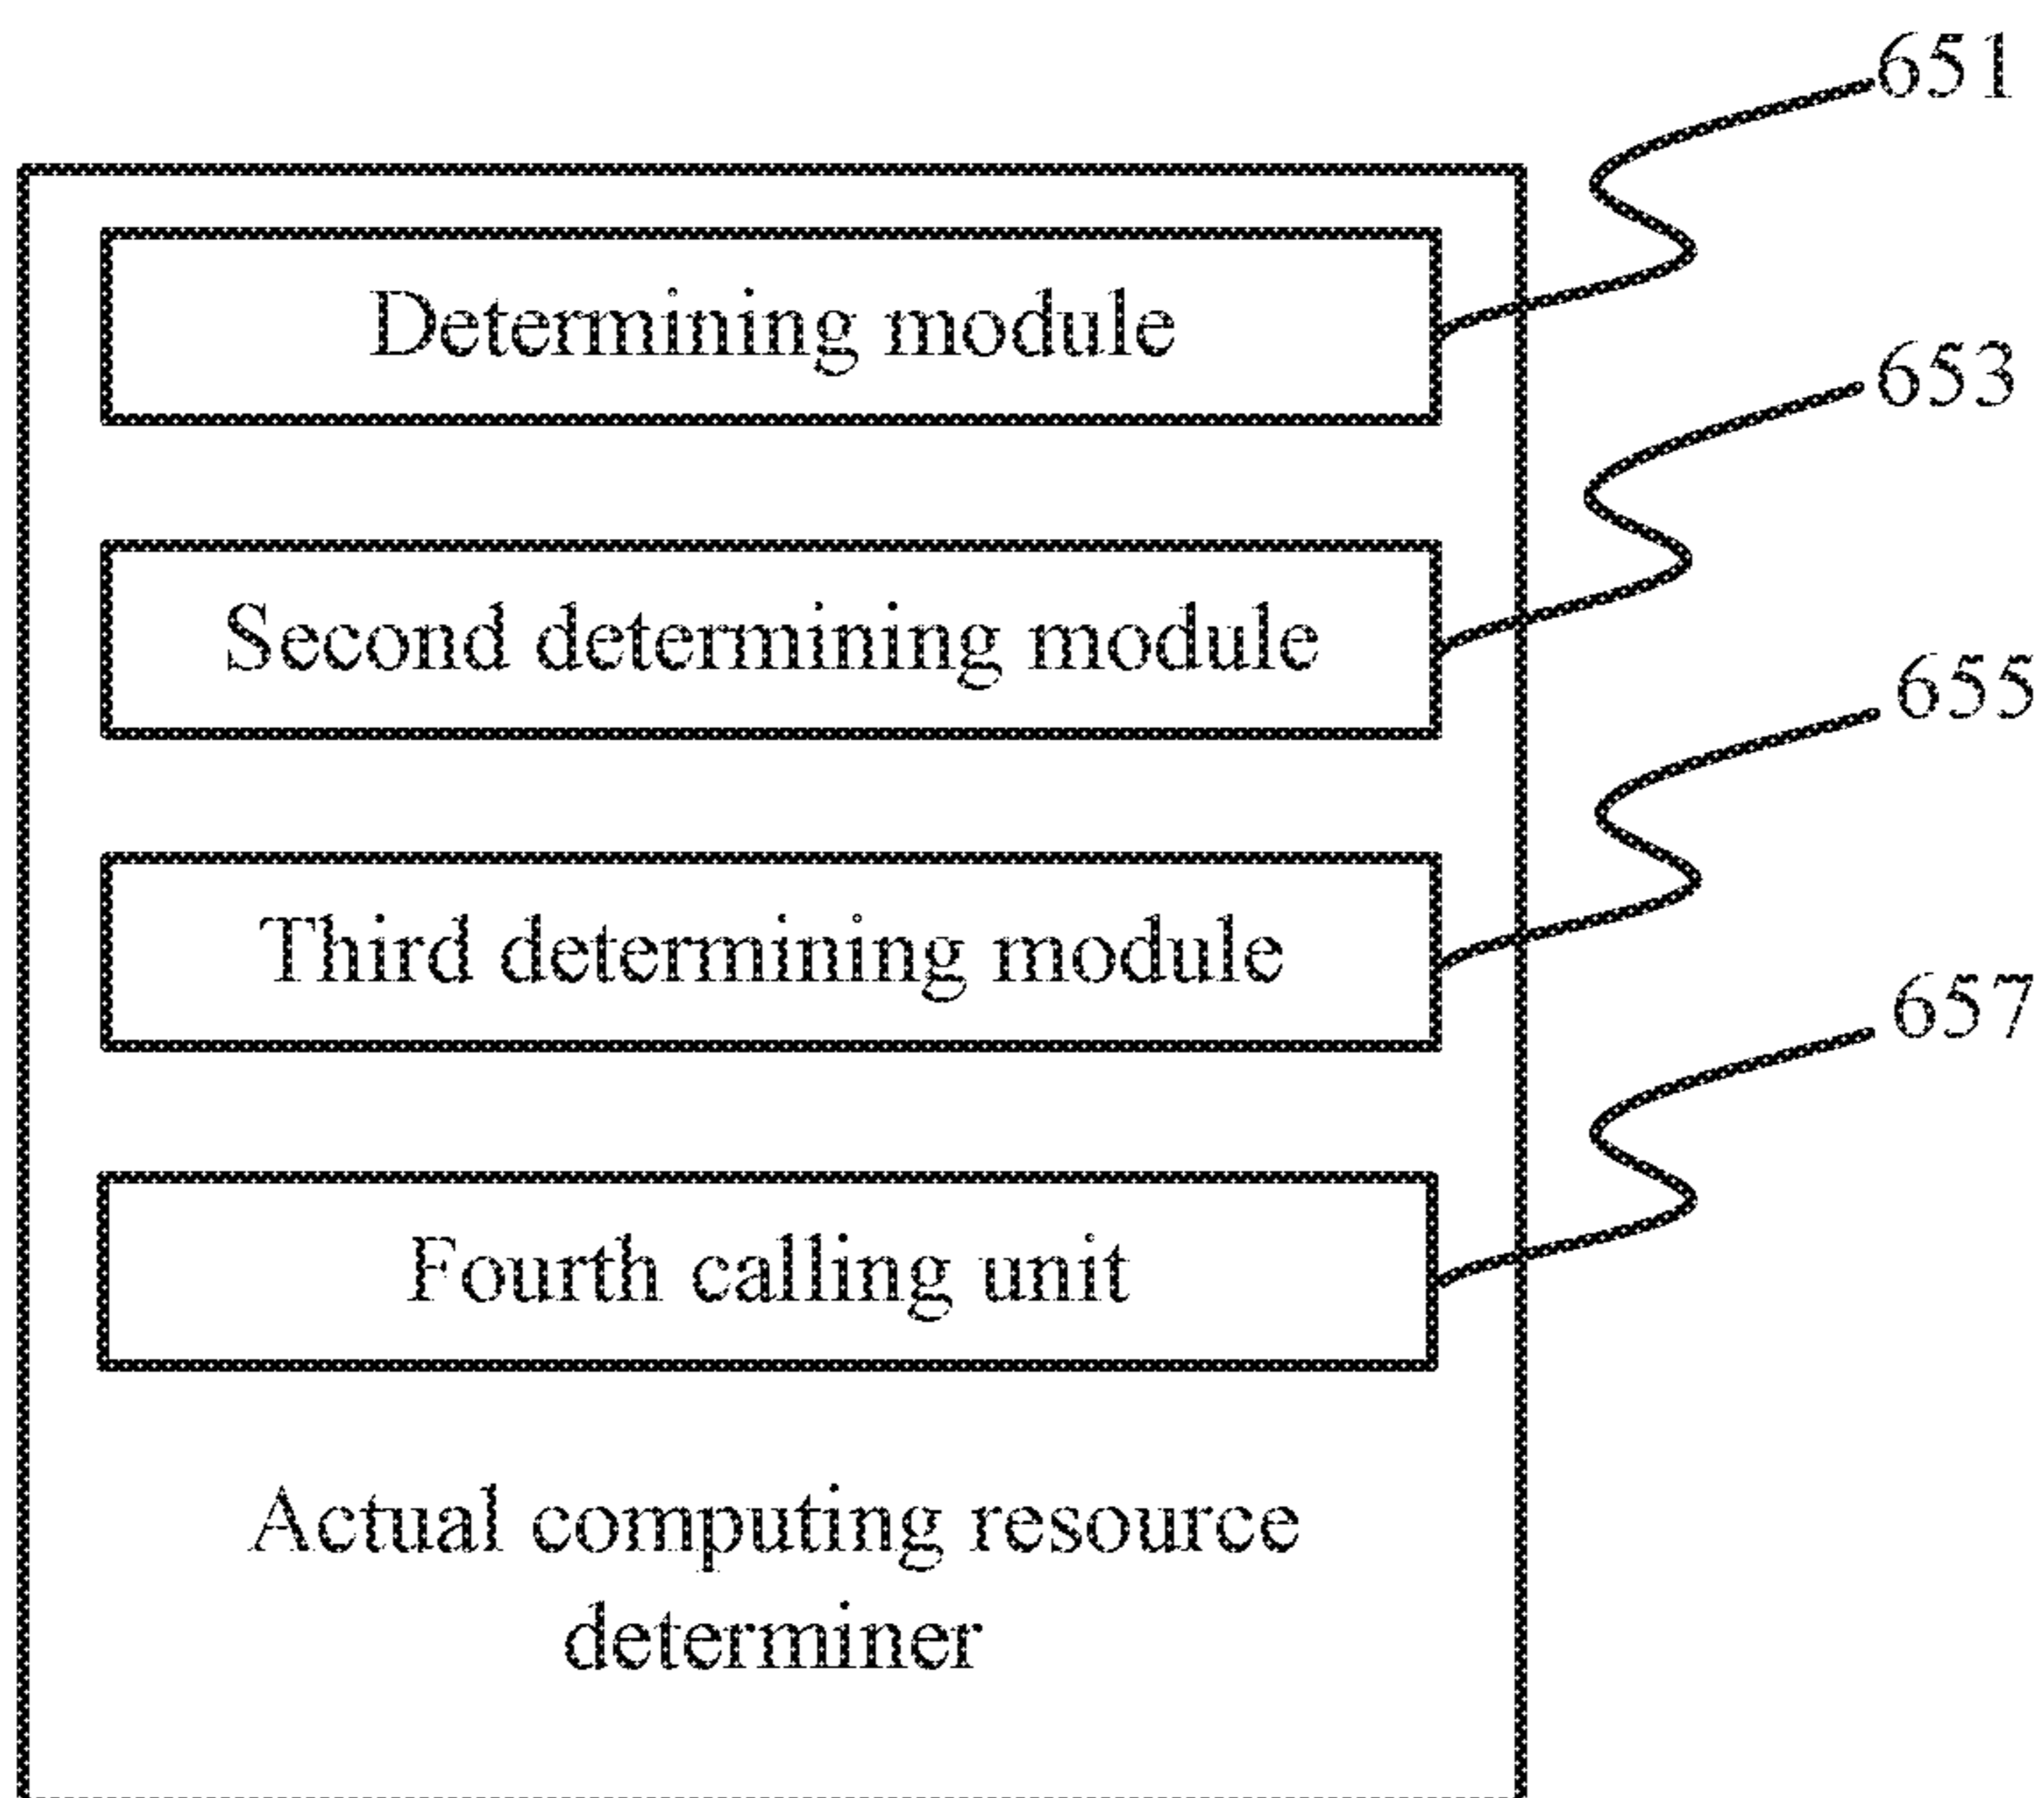 651
Determining module
653
Second determining module
655
Third determining module
657
Fourth calling unit
Actual computing resource
determiner